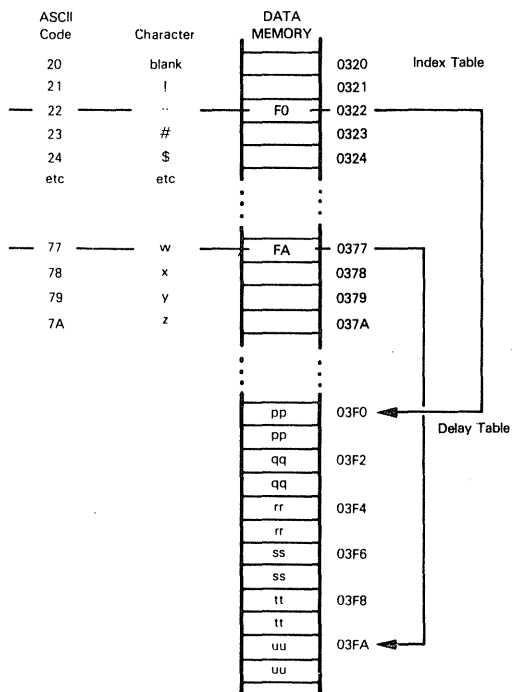 ASCII Code Character DATA MEMORY
20 blank 0320 Index Table
21 ! 0321
22 " F0 0322
23 # 0323
24 $ 0324
etc etc
77 w FA 0377
78 x 0378
79 y 0379
7A z 037A
pp 03F0
pp Delay Table
qq 03F2
qq
rr 03F4
rr
ss 03F6
ss
tt 03F8
tt
uu 03FA
uu